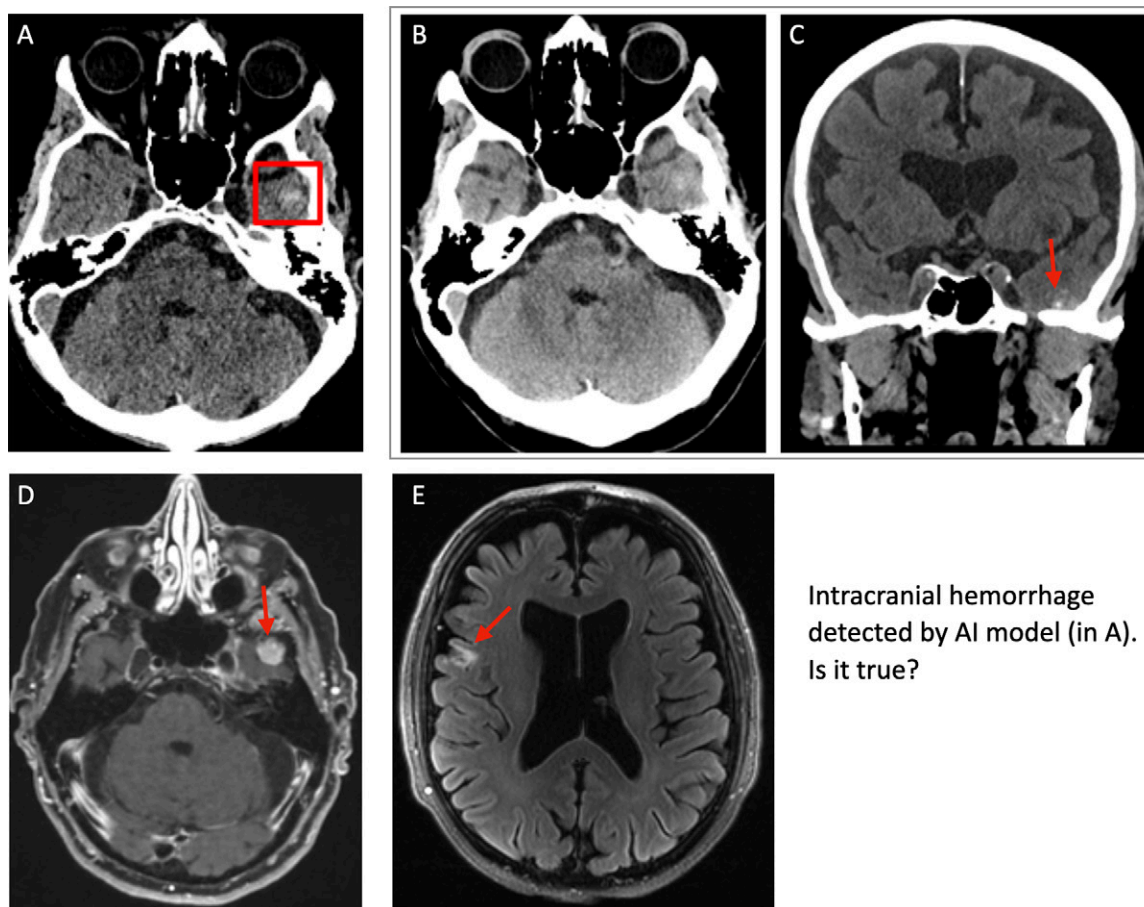 A
B
C
D
E
Intracranial hemorrhage
detected by AI model (in A).
Is it true?